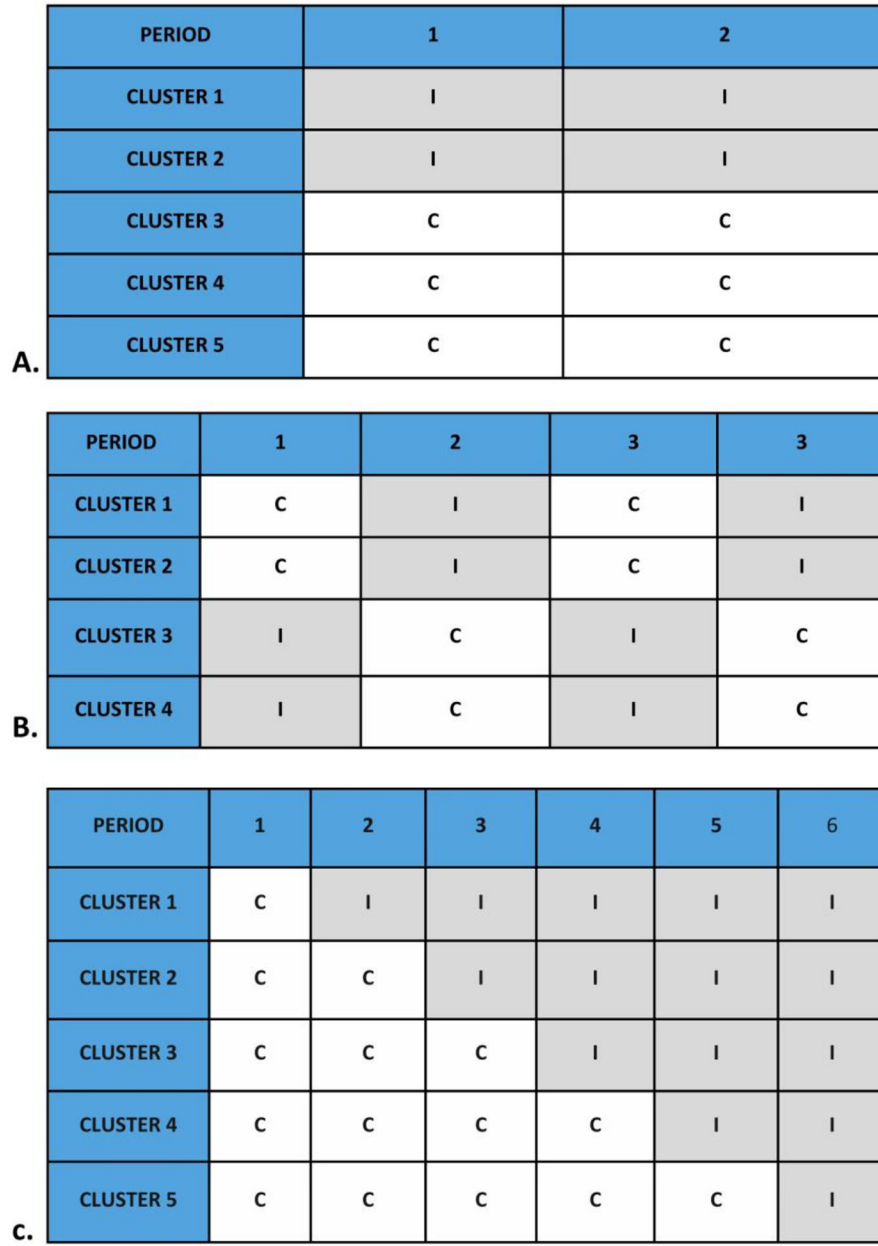 PERIOD 1 2
CLUSTER 1 I I
CLUSTER 2 I I
CLUSTER 3 C C
CLUSTER 4 C C
CLUSTER 5 C C
A.
PERIOD 1 2 3 3
CLUSTER 1 C I C I
CLUSTER 2 C I C I
CLUSTER 3 I C I C
CLUSTER 4 I C I C
B.
PERIOD 1 2 3 4 5 6
CLUSTER 1 C I I I I I
CLUSTER 2 C C I I I I
CLUSTER 3 C C C I I I
CLUSTER 4 C C C C I I
CLUSTER 5 C C C C C I
c.